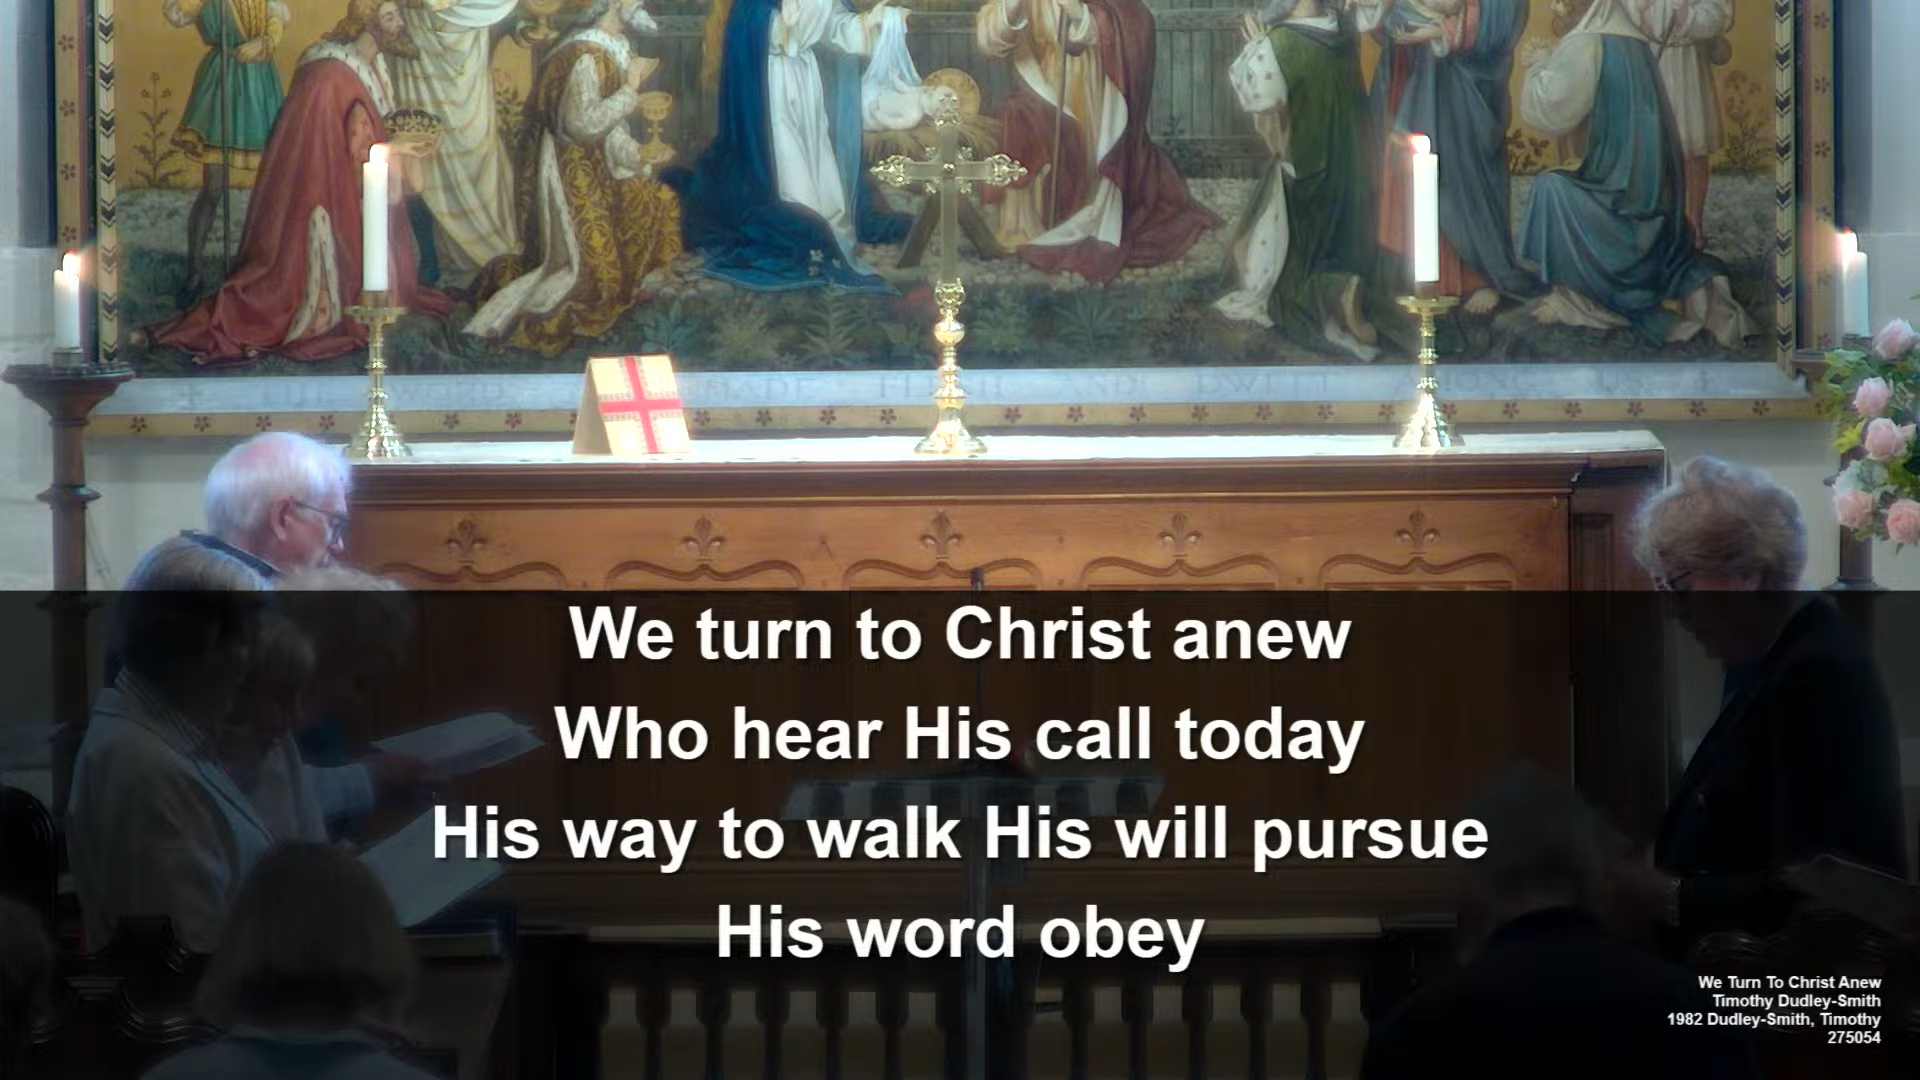 We turn to Christ anew
Who hear His call today
His way to walk His will pursue
His word obey
We Turn To Christ Anew
Timothy Dudley-Smith
1982 Dudley-Smith, Timothy
275054